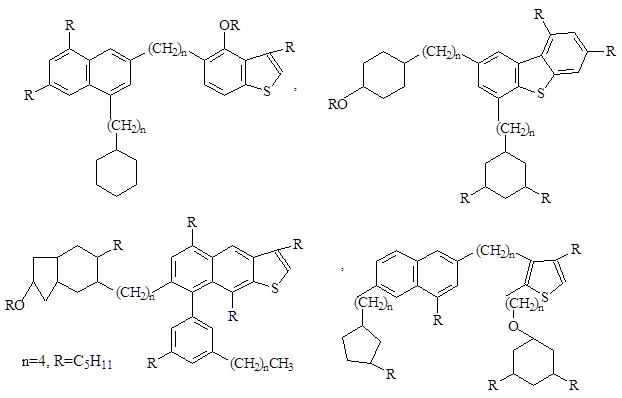 OR
R
(CH₂)n
R
R
S
,
(CH₂)n
R
(CH₂)n
R
RO
S
(CH₂)n
R R
R
R
R
(CH₂)n
S
RO
R
R
(CH₂)nCH₃
n=4, R=C₅H₁₁
,
(CH₂)n
R
S
(CH₂)n
R
(CH₂)n
O
R
R R